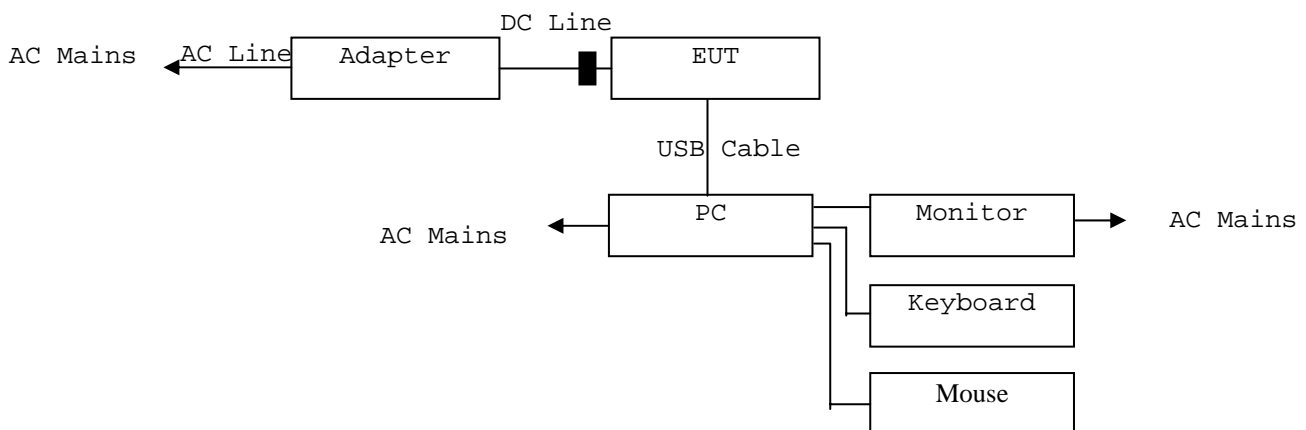 DC Line
AC Mains
AC Line
Adapter
EUT
USB Cable
PC
Monitor
AC Mains
AC Mains
Keyboard
Mouse